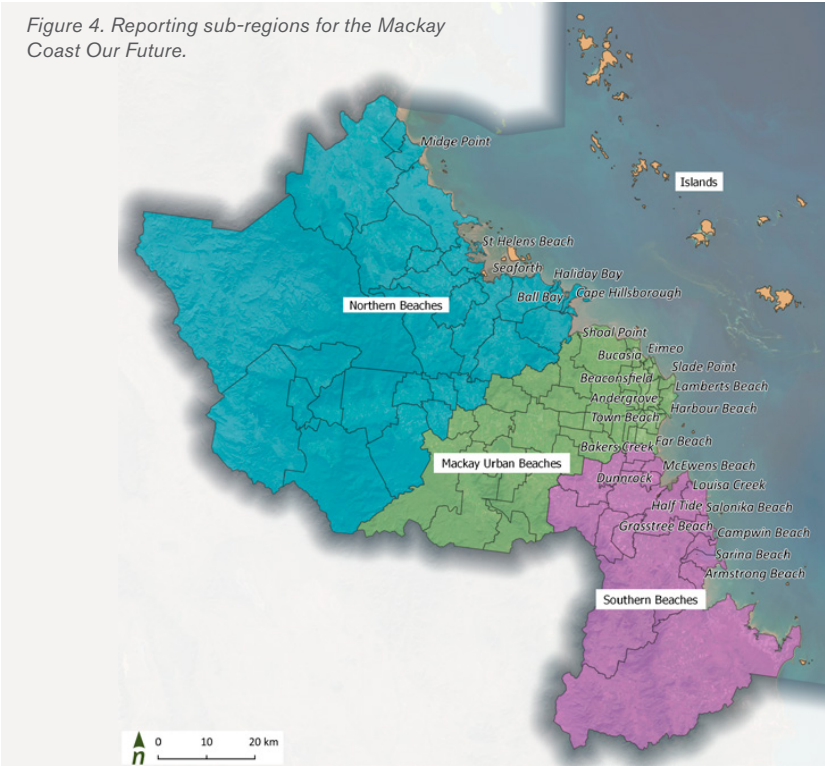 Figure 4. Reporting sub-regions for the Mackay
Coast Our Future.
Midge Point
Islands
St Helens Beach
Seaforth
Haliday Bay
Ball Bay
Cape Hillsborough
Northern Beaches
Shoal Point
Eimeo
Bucasia
Slade Point
Beaconsfield
Lamberts Beach
Andergrove
Harbour Beach
Town Beach
Bakers Creek
Far Beach
Mackay Urban Beaches
McEwens Beach
Dunnrock
Louisa Creek
Half Tide
Salonika Beach
Grasstree Beach
Campwin Beach
Sarina Beach
Armstrong Beach
Southern Beaches
n
0 10 20 km